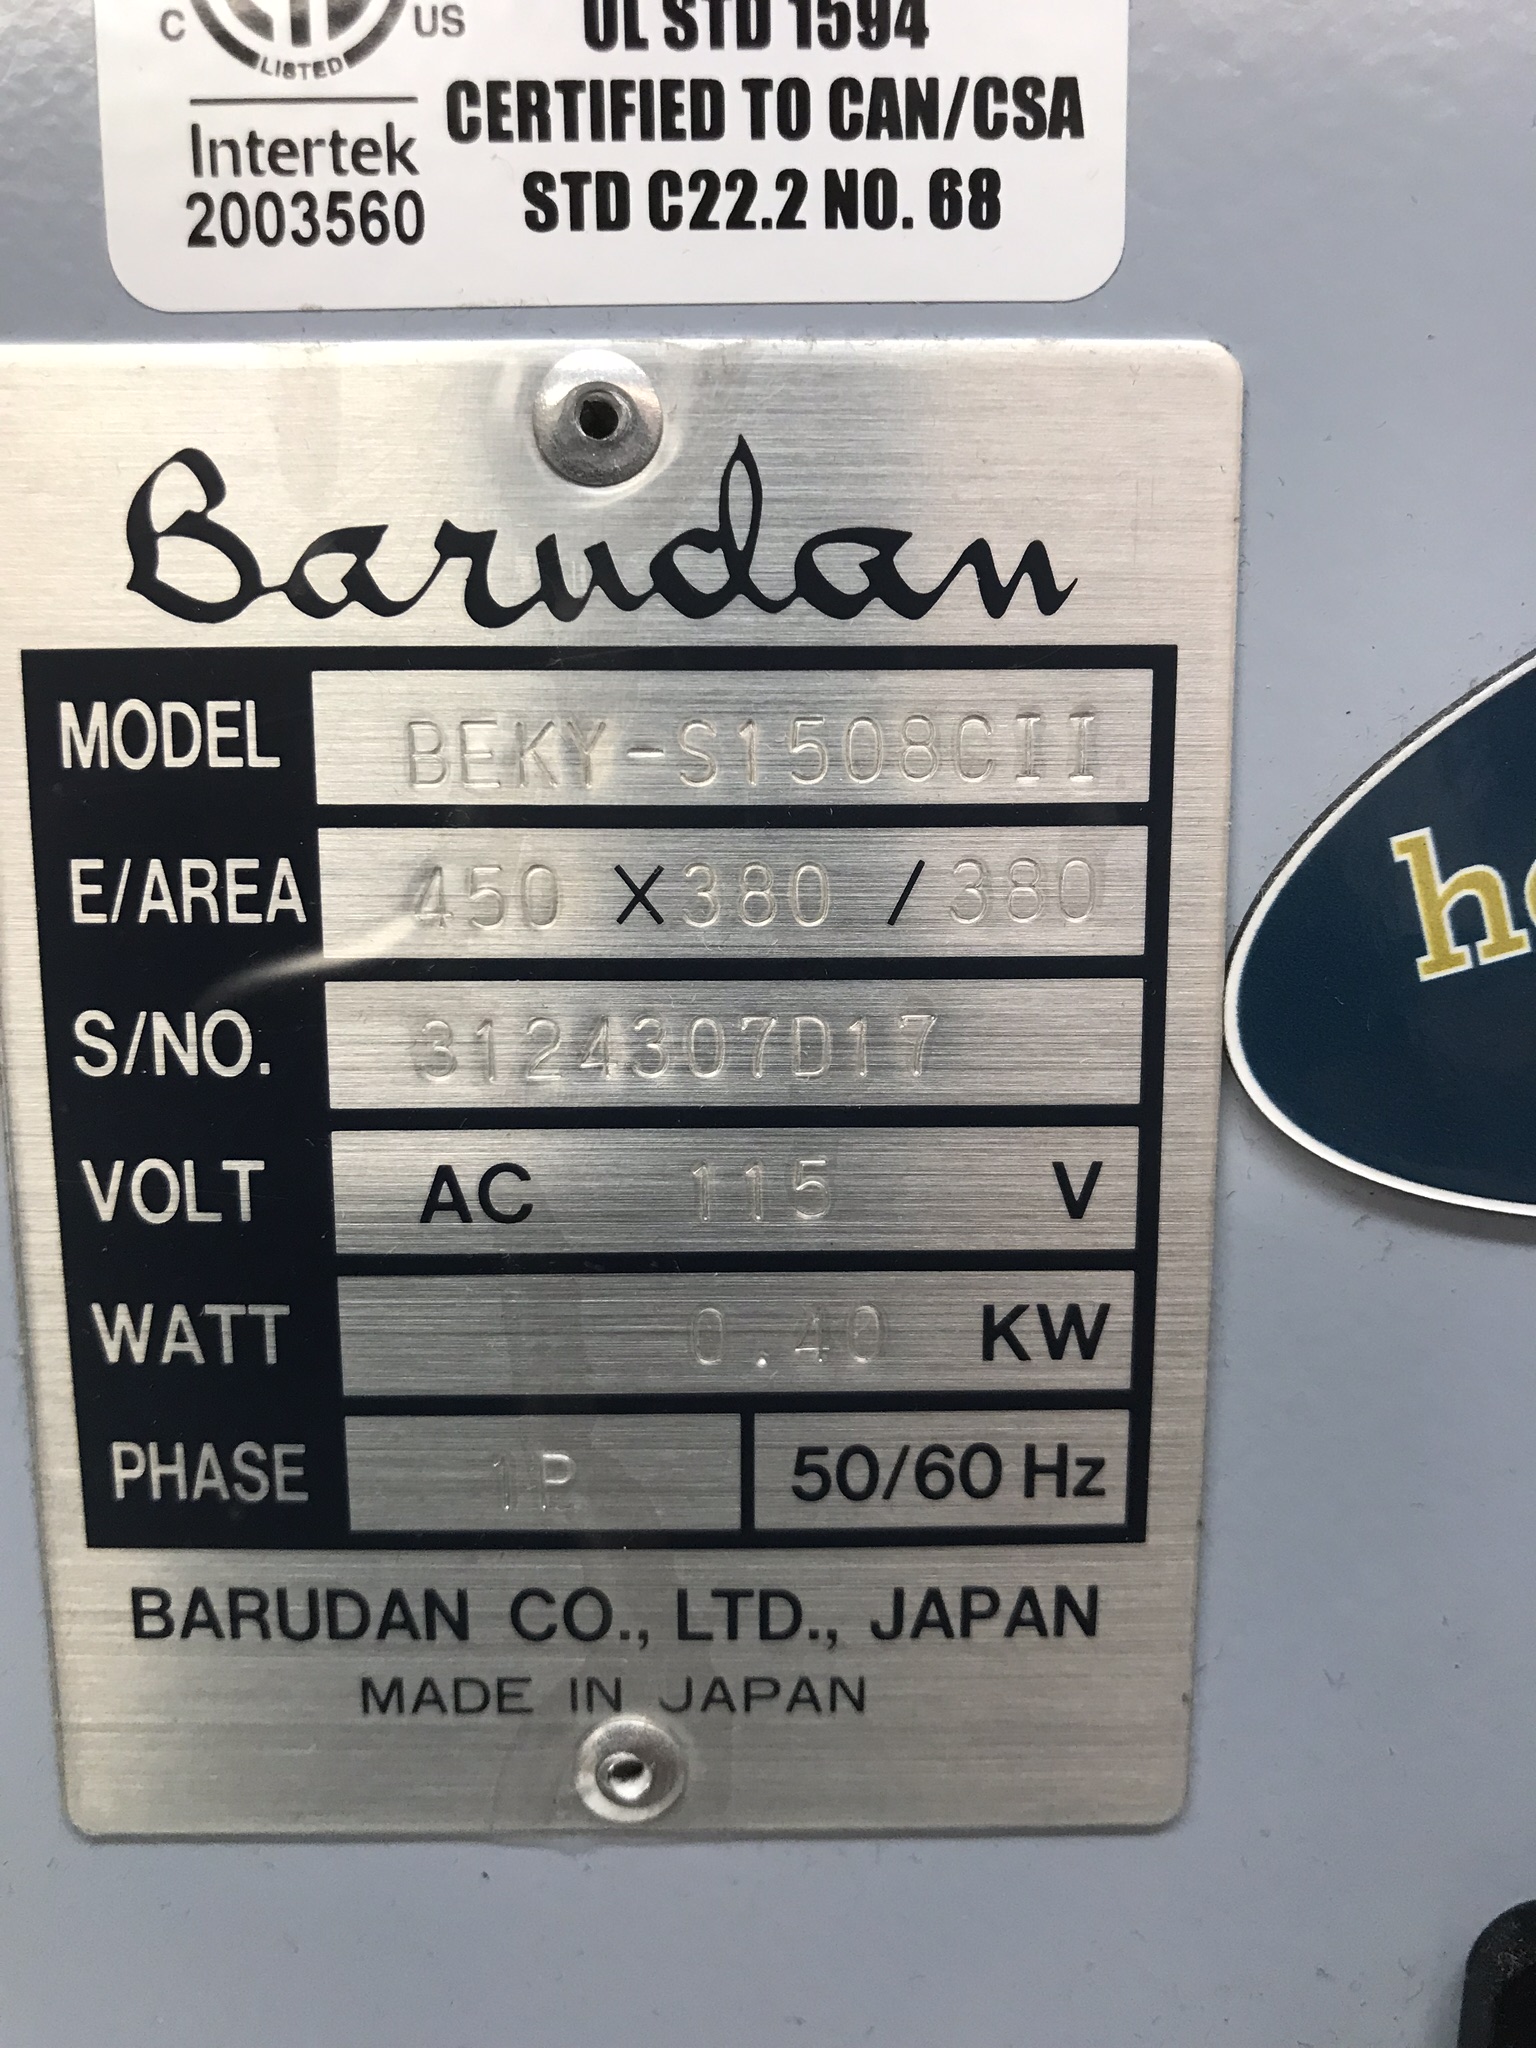 C US
LISTED
Intertek
2003560
UL STD 1594
CERTIFIED TO CAN/CSA
STD C22.2 NO. 68
Barudan
MODEL BEKY-S1508CII
E/AREA 450 X 380 / 380
S/NO. 3124307D17
VOLT AC 115 V
WATT 0.40 KW
PHASE 1P 50/60 Hz
BARUDAN CO., LTD., JAPAN
MADE IN JAPAN